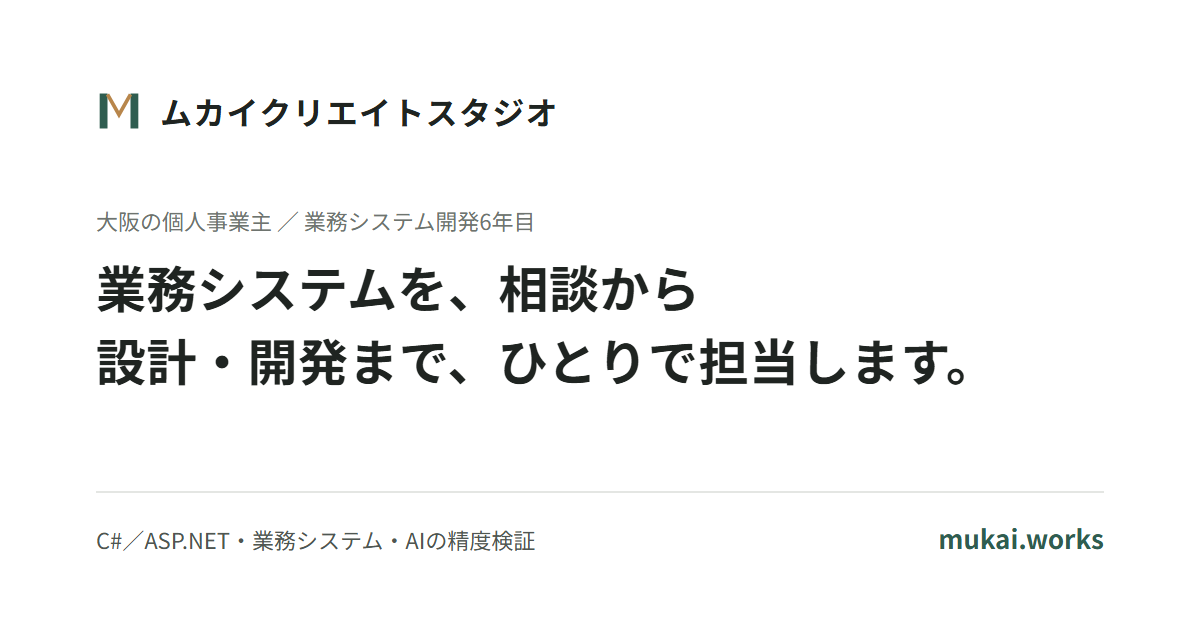 M ムカイクリエイトスタジオ
大阪の個人事業主 ／ 業務システム開発6年目
業務システムを、相談から
設計・開発まで、ひとりで担当します。
C#／ASP.NET・業務システム・AIの精度検証
mukai.works